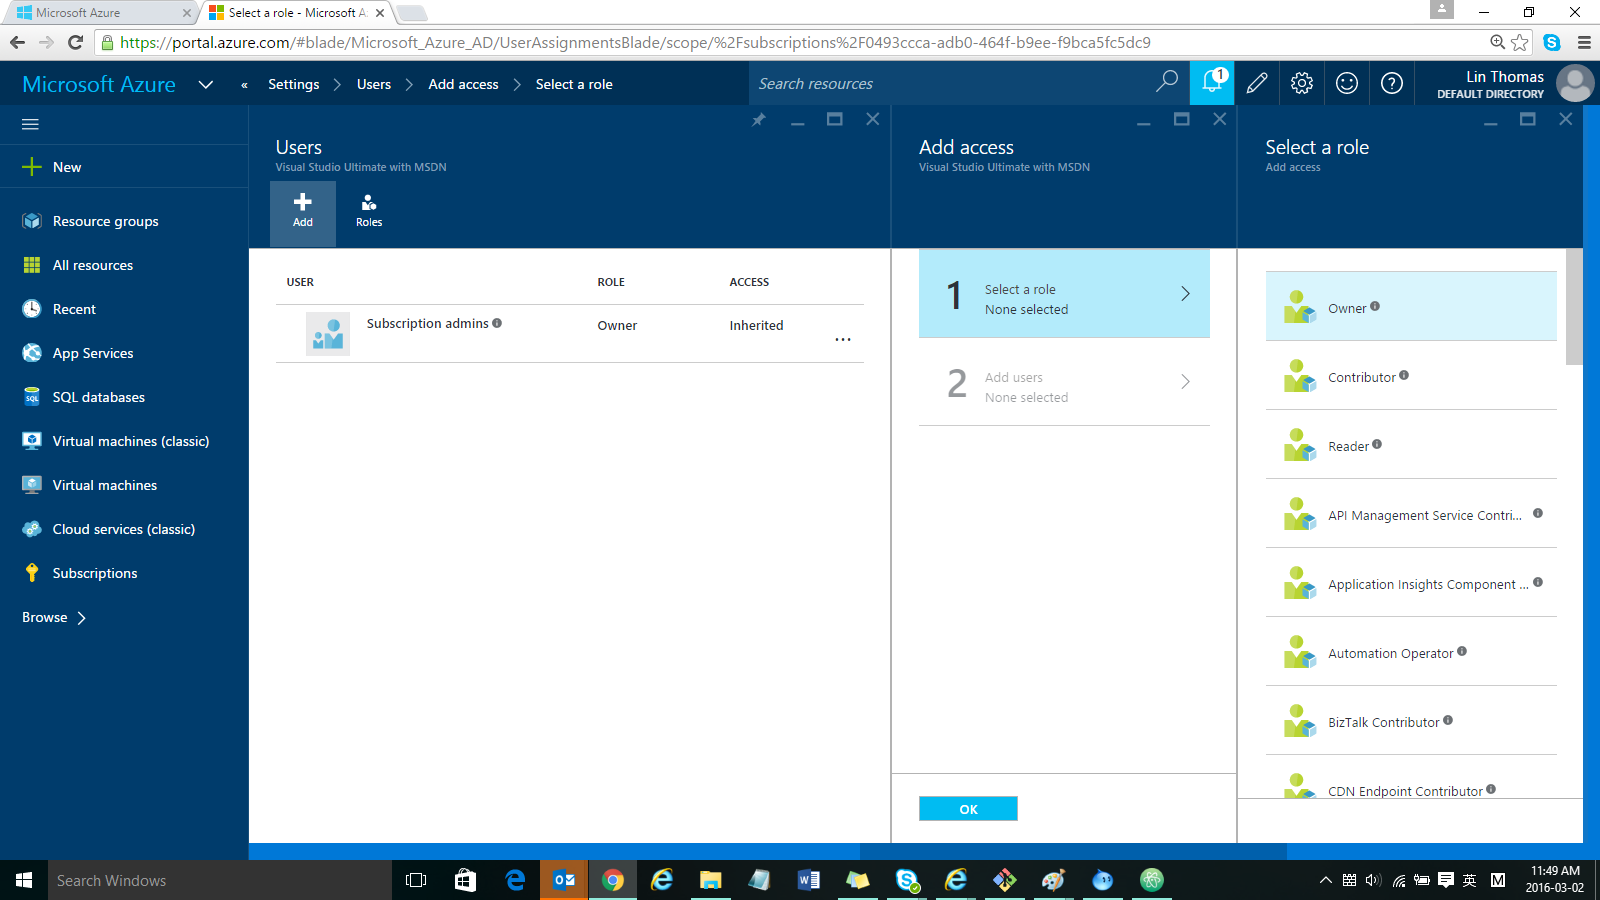 Microsoft Azure
Select a role - Microsoft A
https://portal.azure.com/#blade/Microsoft_Azure_AD/UserAssignmentsBlade/scope/%2Fsubscriptions%2F0493ccca-adb0-464f-b9ee-f9bca5fc5dc9
Microsoft Azure
«
Settings
Users
Add access
Select a role
Search resources
1
Lin Thomas
DEFAULT DIRECTORY
New
Resource groups
All resources
Recent
App Services
SQL databases
Virtual machines (classic)
Virtual machines
Cloud services (classic)
Subscriptions
Browse
Users
Visual Studio Ultimate with MSDN
Add
Roles
USER ROLE ACCESS
Subscription admins Owner Inherited
...
Add access
Visual Studio Ultimate with MSDN
1 Select a role
None selected
2 Add users
None selected
OK
Select a role
Add access
Owner
Contributor
Reader
API Management Service Contri...
Application Insights Component ...
Automation Operator
BizTalk Contributor
CDN Endpoint Contributor
Search Windows
英
M
11:49 AM
2016-03-02